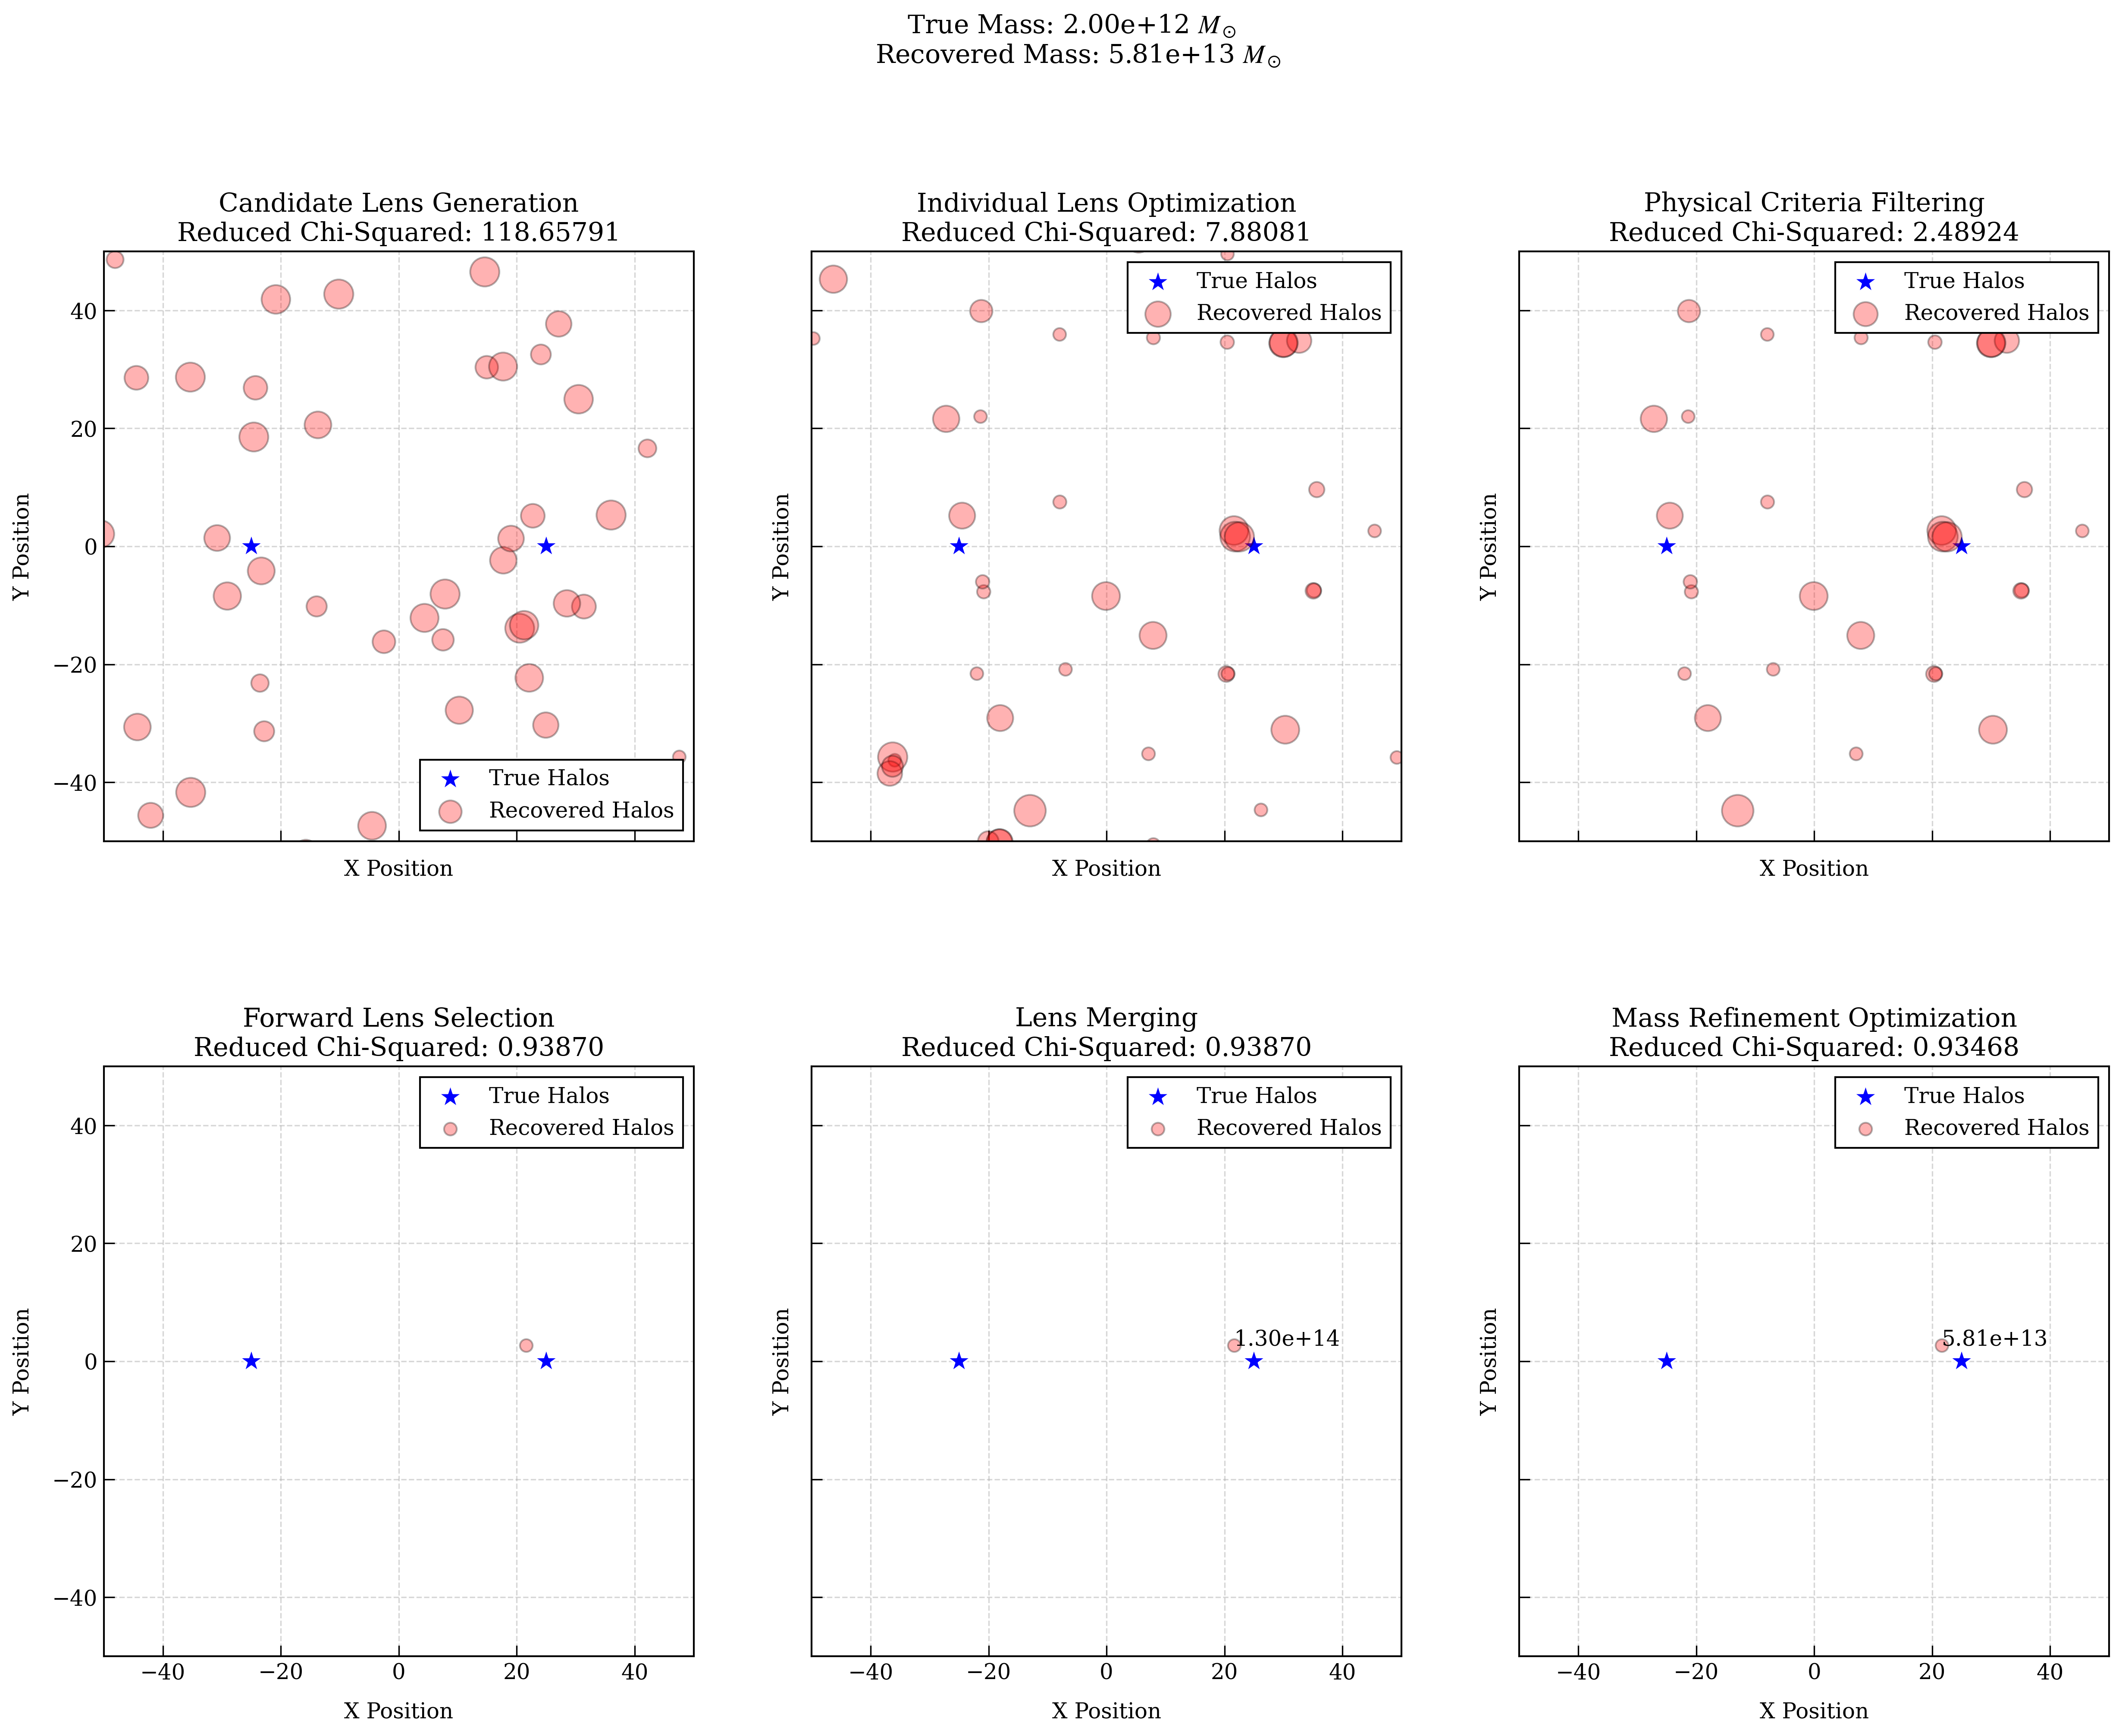 True Mass: 2.00e+12 M☉
Recovered Mass: 5.81e+13 M☉
Candidate Lens Generation
Reduced Chi-Squared: 118.65791
Y Position
40
20
0
−20
−40
True Halos
Recovered Halos
X Position
Individual Lens Optimization
Reduced Chi-Squared: 7.88081
True Halos
Recovered Halos
Y Position
X Position
Physical Criteria Filtering
Reduced Chi-Squared: 2.48924
True Halos
Recovered Halos
Y Position
X Position
Forward Lens Selection
Reduced Chi-Squared: 0.93870
True Halos
Recovered Halos
Y Position
40
20
0
−20
−40
−40 −20 0 20 40
X Position
Lens Merging
Reduced Chi-Squared: 0.93870
True Halos
Recovered Halos
1.30e+14
Y Position
−40 −20 0 20 40
X Position
Mass Refinement Optimization
Reduced Chi-Squared: 0.93468
True Halos
Recovered Halos
5.81e+13
Y Position
−40 −20 0 20 40
X Position